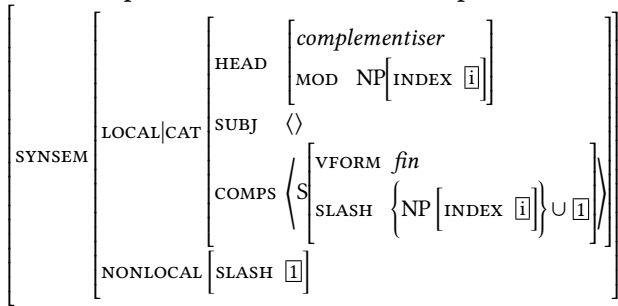 complementiser
HEAD
MOD NP[INDEX i]
LOCAL|CAT SUBJ ⟨⟩
SYNSEM
VFORM fin
COMPS ⟨S
SLASH {NP [INDEX i]} ∪ 1⟩
NONLOCAL [SLASH 1]